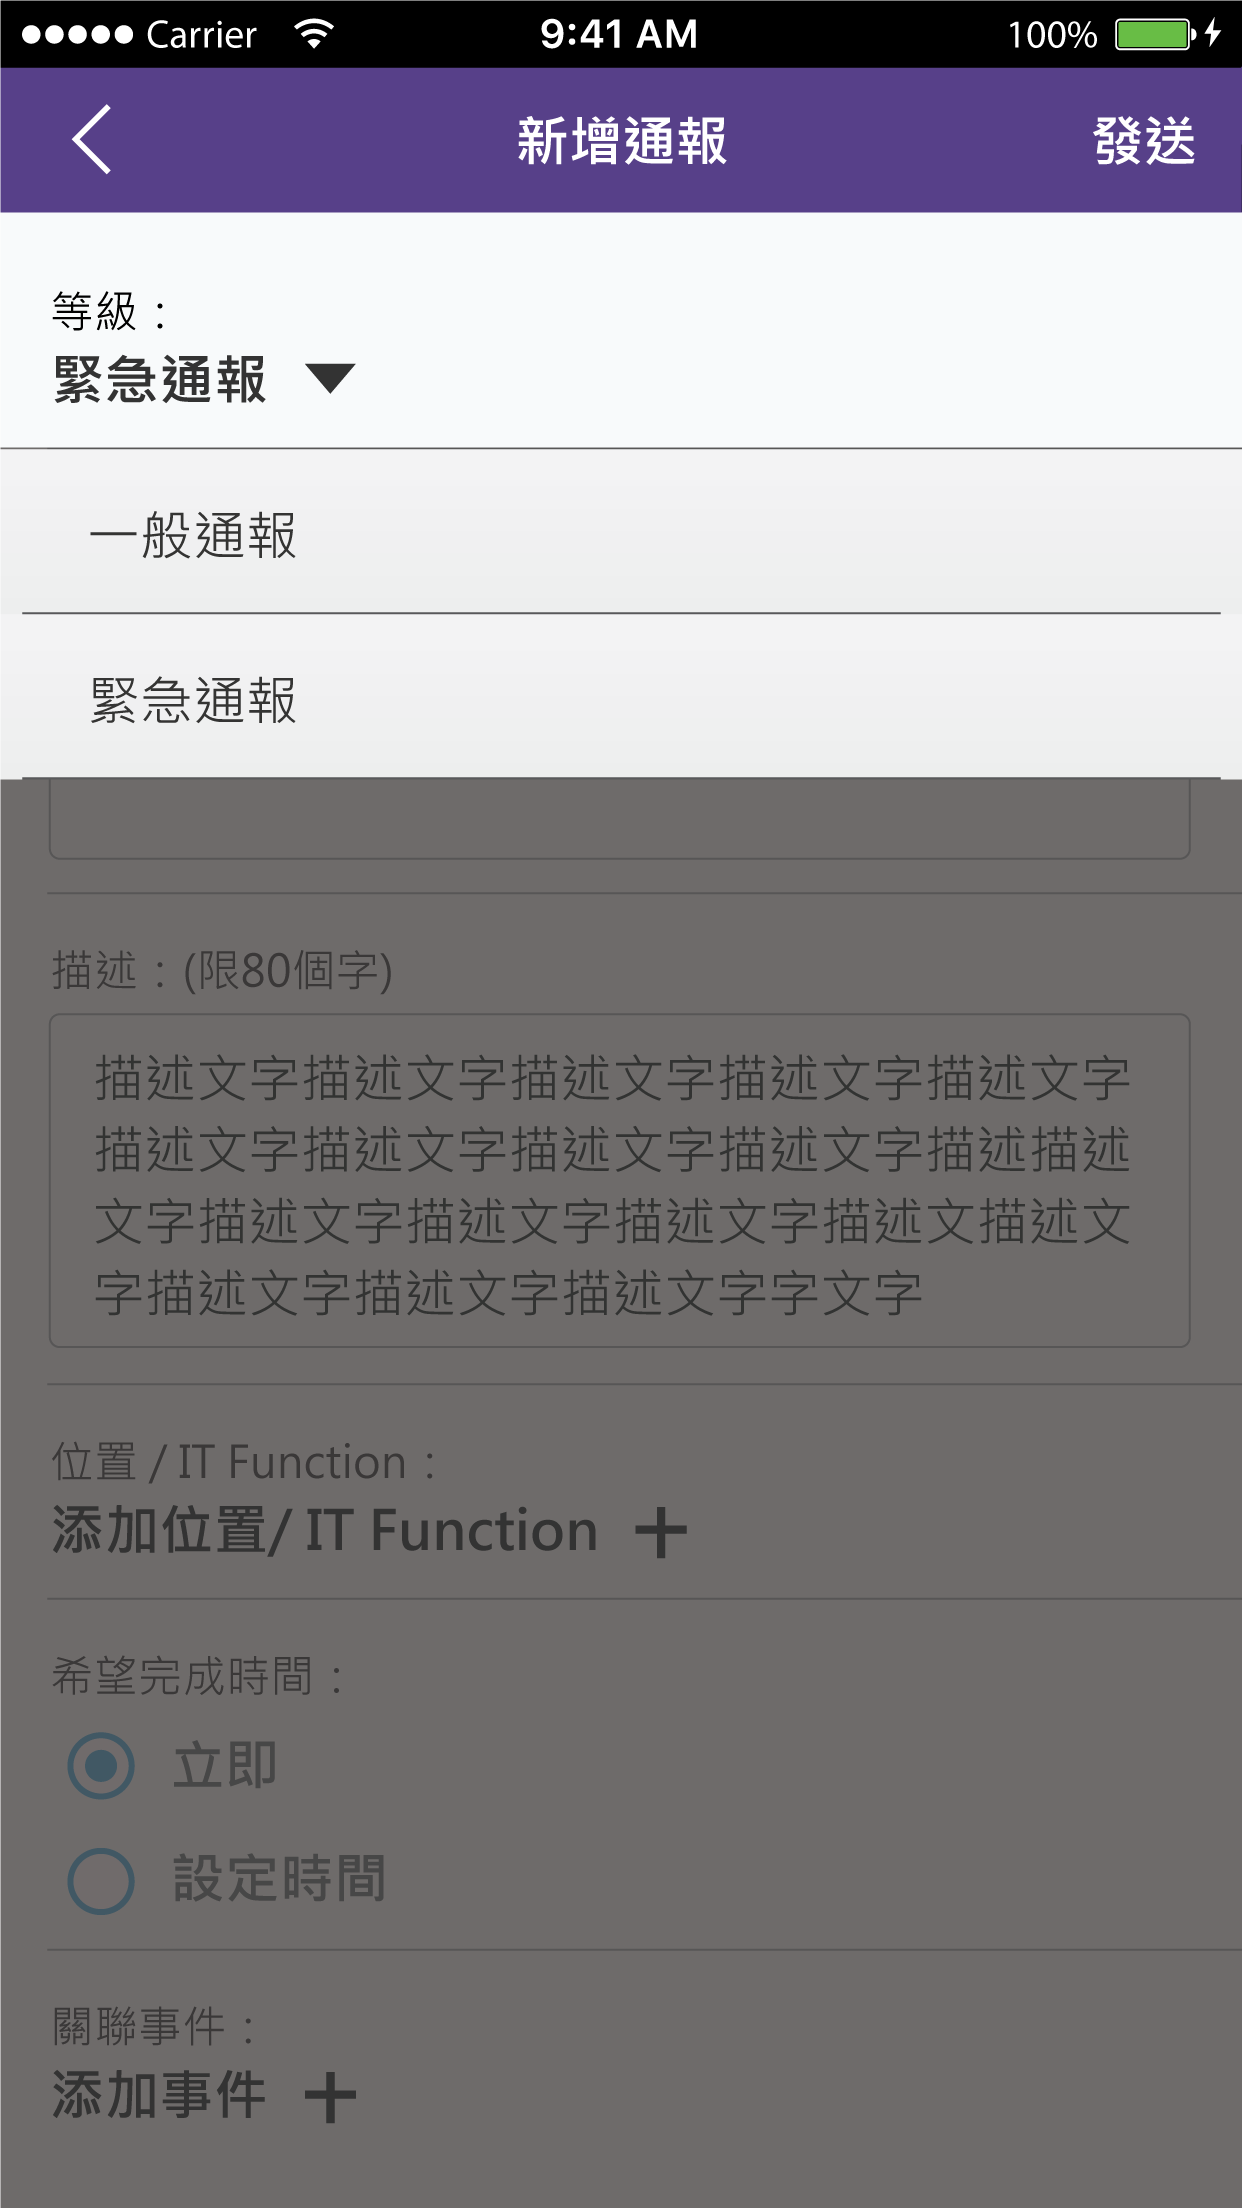 Carrier 9:41 AM 100%
新增通報 發送
等級：
緊急通報
一般通報
緊急通報
描述：(限80個字)
描述文字描述文字描述文字描述文字描述文字
描述文字描述文字描述文字描述文字描述描述
文字描述文字描述文字描述文字描述文描述文
字描述文字描述文字描述文字字文字
位置 / IT Function：
添加位置/ IT Function +
希望完成時間：
立即
設定時間
關聯事件：
添加事件 +